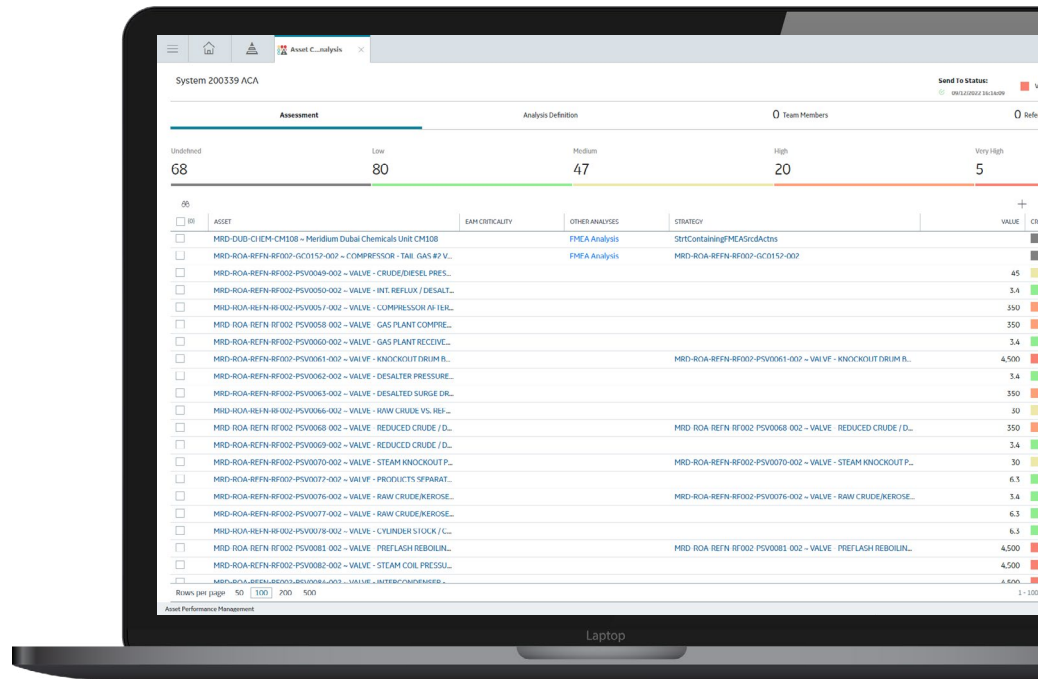 Asset C...nalysis
System 200339 ACA
Send To Status:
09/12/2022 16:16:09
Assessment
Analysis Definition
0 Team Members
0 Refe
Undefined
Low
Medium
High
Very High
68
80
47
20
5
(0) ASSET EAM CRITICALITY OTHER ANALYSES STRATEGY VALUE CR
MRD-DUB-CHEM-CM108 ~ Meridium Dubai Chemicals Unit CM108 FMEA Analysis StrtContainingFMEASrcdActns
MRD-ROA-REFN-RF002-GC0152-002 ~ COMPRESSOR - TAIL GAS #2 V... FMEA Analysis MRD-ROA-REFN-RF002-GC0152-002
MRD-ROA-REFN-RF002-PSV0049-002 ~ VALVE - CRUDE/DIESEL PRES... 45
MRD-ROA-REFN-RF002-PSV0050-002 ~ VALVE - INT. REFLUX / DESALT... 3.4
MRD-ROA-REFN-RF002-PSV0057-002 ~ VALVE - COMPRESSOR AFTER... 350
MRD-ROA-REFN-RF002-PSV0058-002 ~ VALVE - GAS PLANT COMPRE... 350
MRD-ROA-REFN-RF002-PSV0060-002 ~ VALVE - GAS PLANT RECEIVE... 3.4
MRD-ROA-REFN-RF002-PSV0061-002 ~ VALVE - KNOCKOUT DRUM B... MRD-ROA-REFN-RF002-PSV0061-002 ~ VALVE - KNOCKOUT DRUM B... 4,500
MRD-ROA-REFN-RF002-PSV0062-002 ~ VALVE - DESALTER PRESSURE... 3.4
MRD-ROA-REFN-RF002-PSV0063-002 ~ VALVE - DESALTED SURGE DR... 350
MRD-ROA-REFN-RF002-PSV0066-002 ~ VALVE - RAW CRUDE VS. REF... 30
MRD-ROA-REFN-RF002-PSV0068-002 ~ VALVE - REDUCED CRUDE / D... MRD-ROA-REFN-RF002-PSV0068-002 ~ VALVE - REDUCED CRUDE / D... 350
MRD-ROA-REFN-RF002-PSV0069-002 ~ VALVE - REDUCED CRUDE / D... 3.4
MRD-ROA-REFN-RF002-PSV0070-002 ~ VALVE - STEAM KNOCKOUT P... MRD-ROA-REFN-RF002-PSV0070-002 ~ VALVE - STEAM KNOCKOUT P... 30
MRD-ROA-REFN-RF002-PSV0072-002 ~ VALVE - PRODUCTS SEPARAT... 6.3
MRD-ROA-REFN-RF002-PSV0076-002 ~ VALVE - RAW CRUDE/KEROSE... MRD-ROA-REFN-RF002-PSV0076-002 ~ VALVE - RAW CRUDE/KEROSE... 3.4
MRD-ROA-REFN-RF002-PSV0077-002 ~ VALVE - RAW CRUDE/KEROSE... 6.3
MRD-ROA-REFN-RF002-PSV0078-002 ~ VALVE - CYLINDER STOCK / C... 6.3
MRD-ROA-REFN-RF002-PSV0081-002 ~ VALVE - PREFLASH REBOILIN... MRD-ROA-REFN-RF002-PSV0081-002 ~ VALVE - PREFLASH REBOILIN... 4,500
MRD-ROA-REFN-RF002-PSV0082-002 ~ VALVE - STEAM COIL PRESSU... 4,500
MRD-ROA-REFN-RF002-PSV0084-002 ~ VALVE - INTERCONDENSER - 4,500
Rows per page 50 100 200 500 1 - 100
Asset Performance Management
Laptop